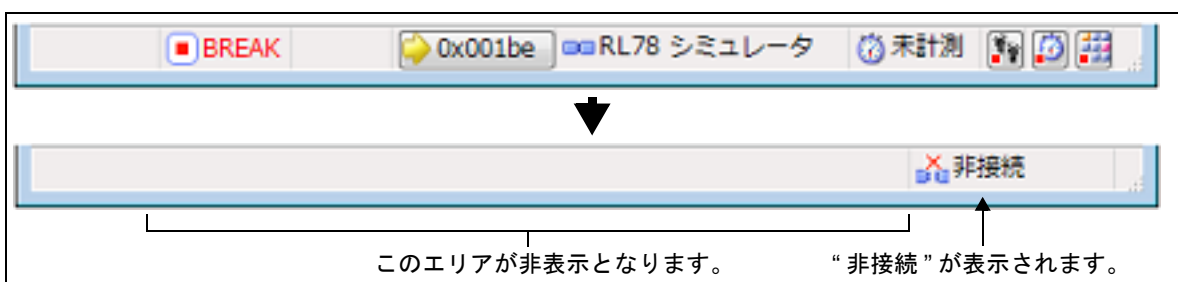 BREAK 0x001be RL78 シミュレータ 未計測
非接続
このエリアが非表示となります。 “非接続”が表示されます。